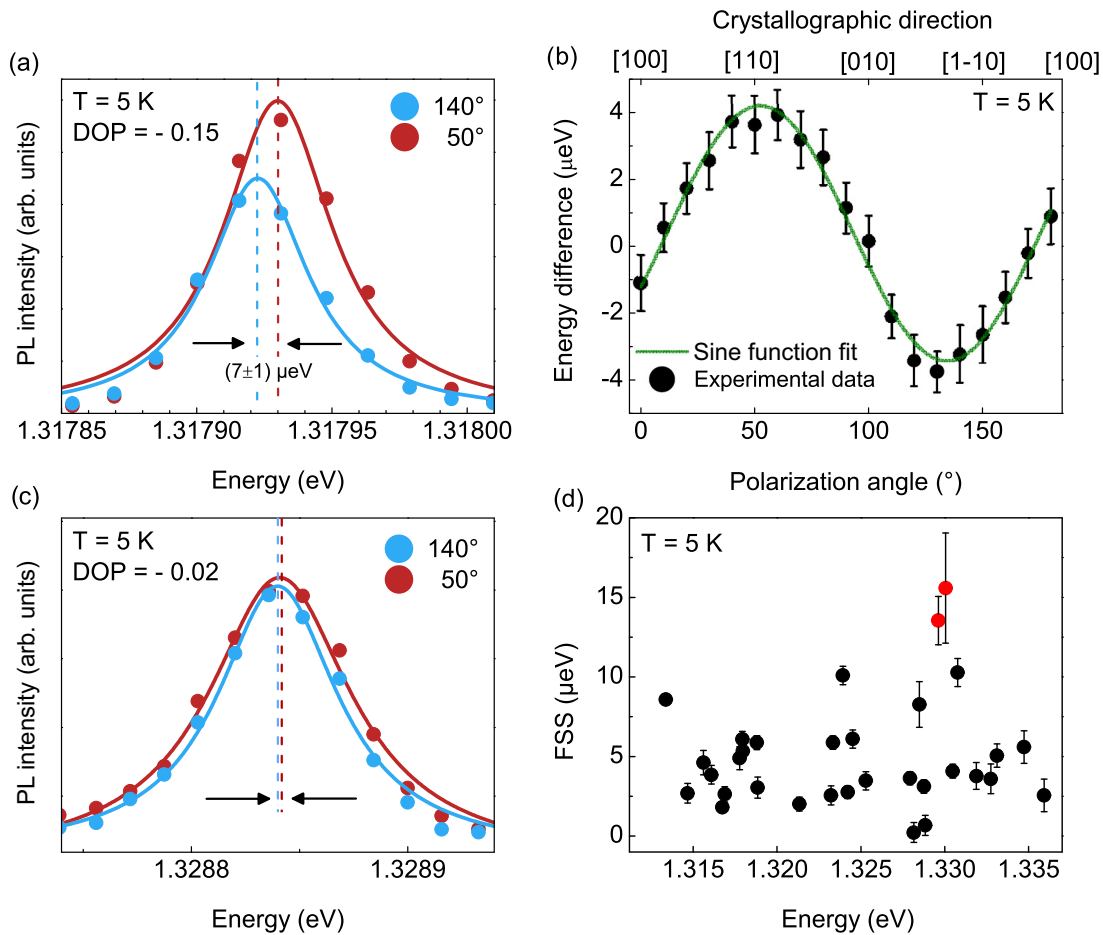 (a)
T = 5 K
DOP = - 0.15
140°
50°
(7±1) µeV
PL intensity (arb. units)
1.31785 1.31790 1.31795 1.31800
Energy (eV)
Crystallographic direction
(b)
[100] [110] [010] [1-10] [100]
T = 5 K
Energy difference (µeV)
4
2
0
-2
-4
Sine function fit
Experimental data
0 50 100 150
Polarization angle (°)
(c)
T = 5 K
DOP = - 0.02
140°
50°
PL intensity (arb. units)
1.3288 1.3289
Energy (eV)
(d)
T = 5 K
FSS (µeV)
20
15
10
5
0
1.315 1.320 1.325 1.330 1.335
Energy (eV)